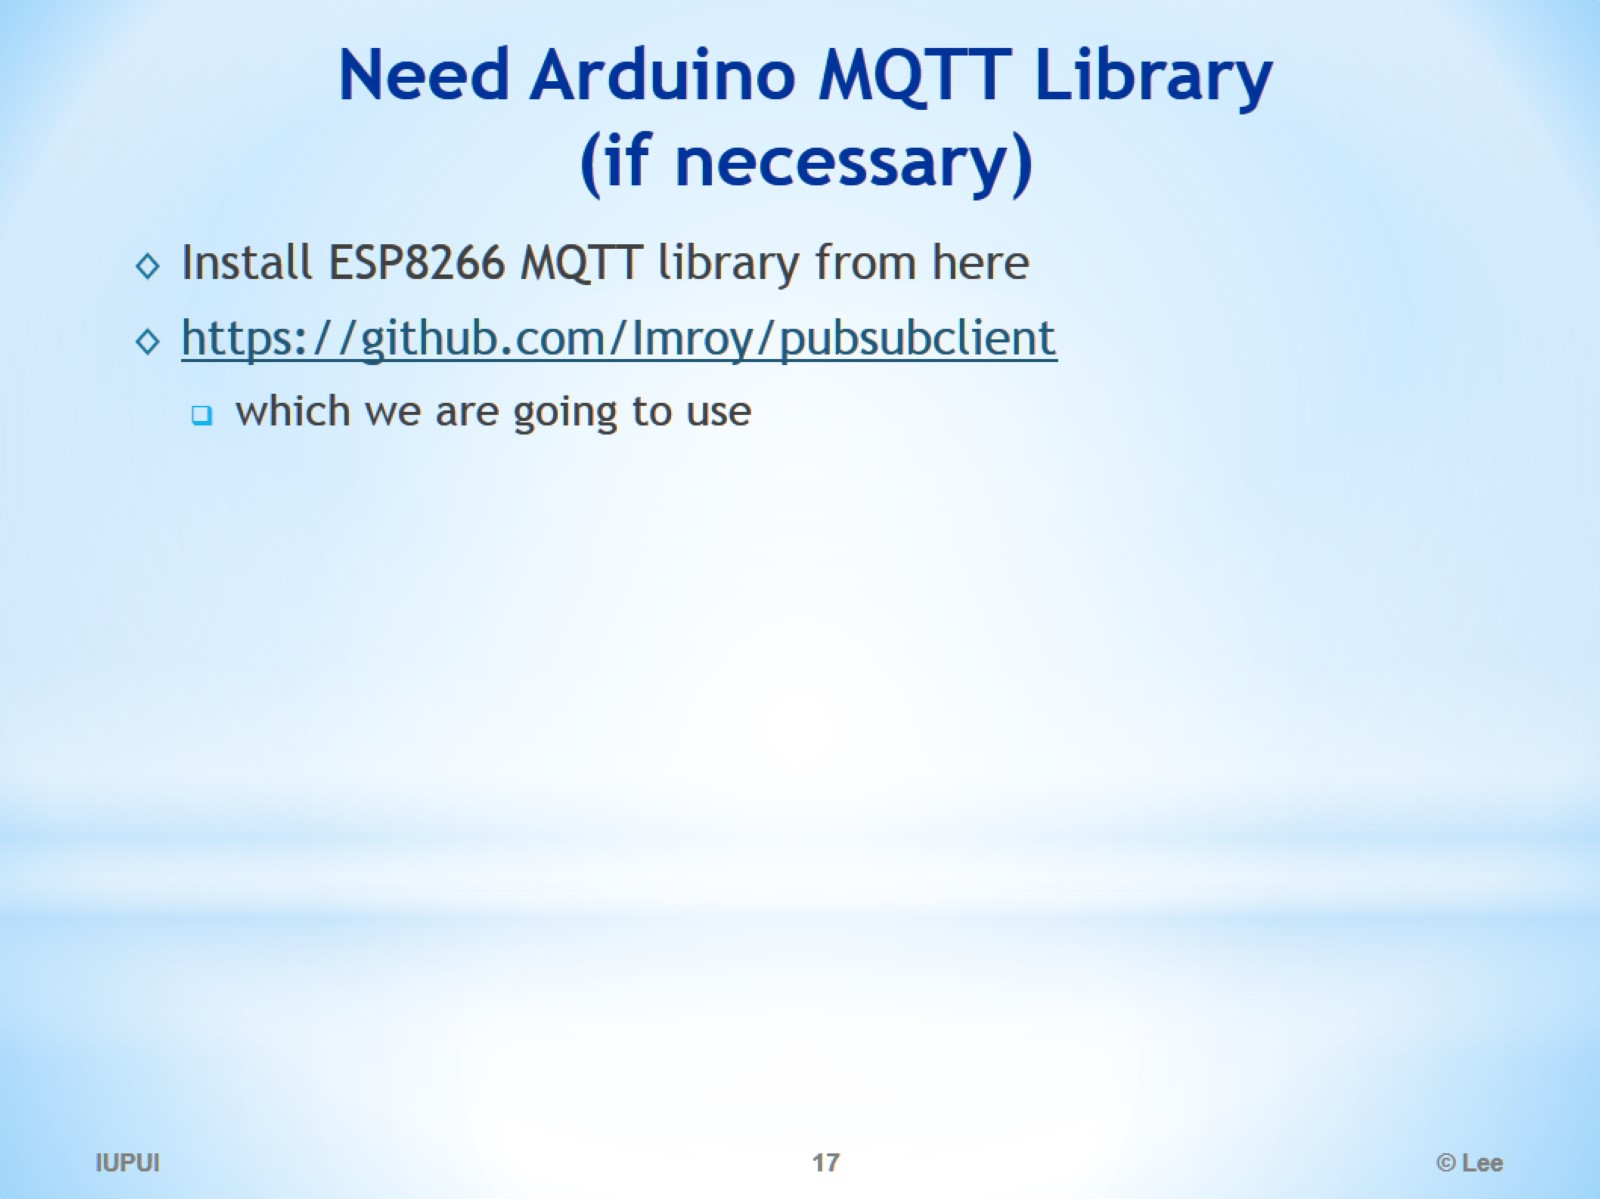 Need Arduino MQTT Library
(if necessary)
Install ESP8266 MQTT library from here
https://github.com/Imroy/pubsubclient
which we are going to use
IUPUI
17
© Lee